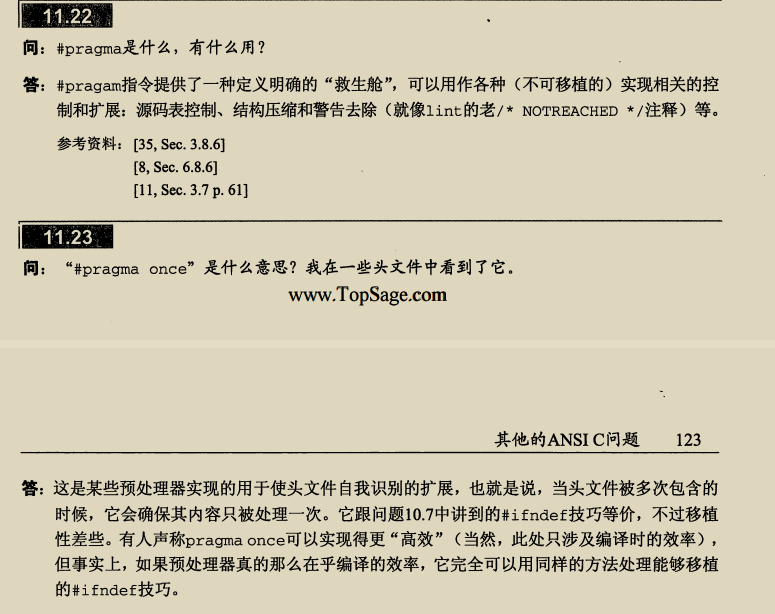 11.22
问：#pragma是什么，有什么用？
答：#pragam指令提供了一种定义明确的“救生舱”，可以用作各种（不可移植的）实现相关的控
制和扩展：源码表控制、结构压缩和警告去除（就像lint的老/* NOTREACHED */注释）等。
参考资料：[35, Sec. 3.8.6]
[8, Sec. 6.8.6]
[11, Sec. 3.7 p. 61]
11.23
问：“#pragma once”是什么意思？我在一些头文件中看到了它。
www.TopSage.com
其他的ANSI C问题 123
答：这是某些预处理器实现的用于使头文件自我识别的扩展，也就是说，当头文件被多次包含的
时候，它会确保其内容只被处理一次。它跟问题10.7中讲到的#ifndef技巧等价，不过移植
性差些。有人声称pragma once可以实现得更“高效”（当然，此处只涉及编译时的效率），
但事实上，如果预处理器真的那么在乎编译的效率，它完全可以用同样的方法处理能够移植
的#ifndef技巧。